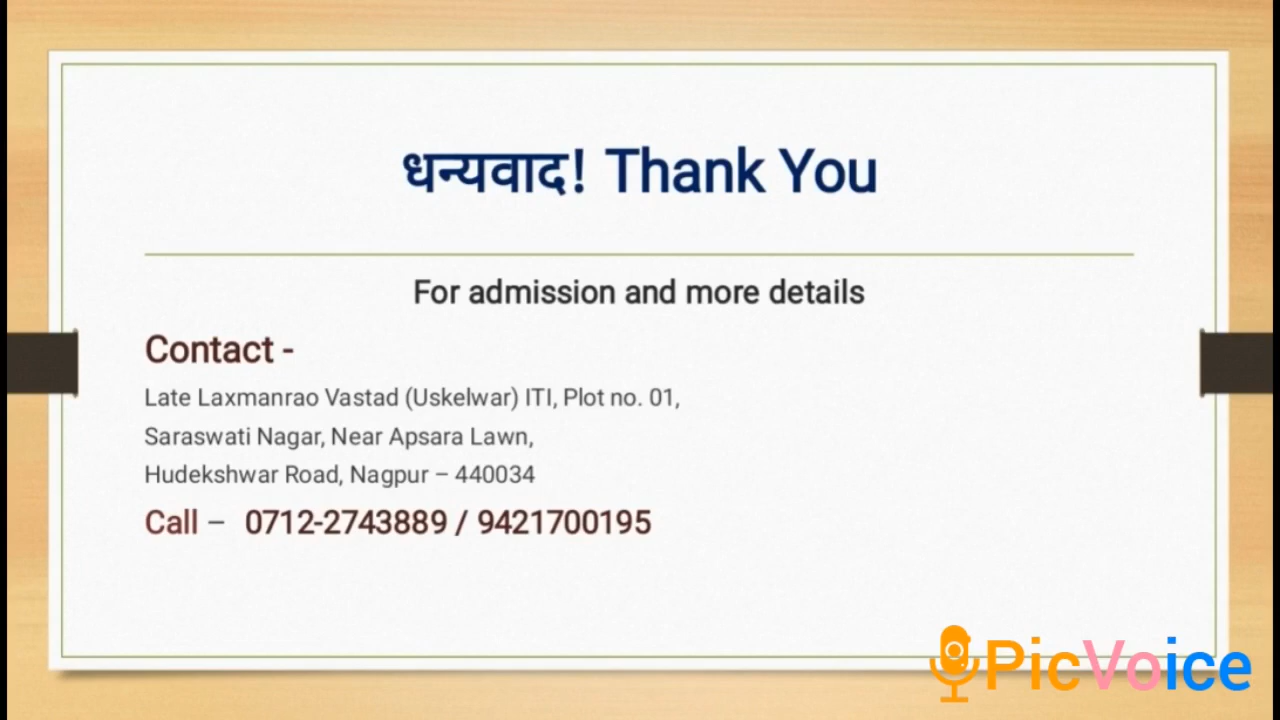 धन्यवाद! Thank You
For admission and more details
Contact -
Late Laxmanrao Vastad (Uskelwar) ITI, Plot no. 01,
Saraswati Nagar, Near Apsara Lawn,
Hudekshwar Road, Nagpur – 440034
Call – 0712-2743889 / 9421700195
PicVoice